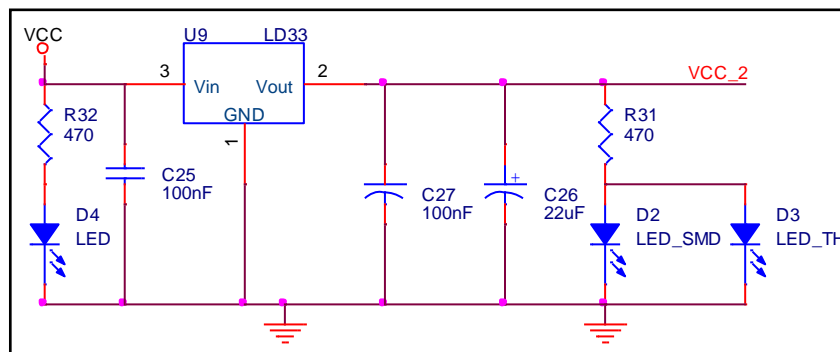 VCC
U9
LD33
3
Vin
Vout
2
GND
1
VCC_2
R32
470
C25
100nF
C27
100nF
+
C26
22uF
R31
470
D4
LED
D2
LED_SMD
D3
LED_TH